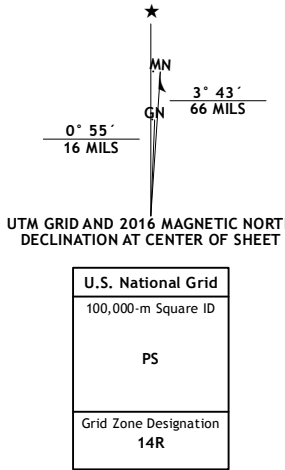 MN
3° 43´
66 MILS
GN
0° 55´
16 MILS
UTM GRID AND 2016 MAGNETIC NORT
DECLINATION AT CENTER OF SHEET
U.S. National Grid
100,000-m Square ID
PS
Grid Zone Designation
14R